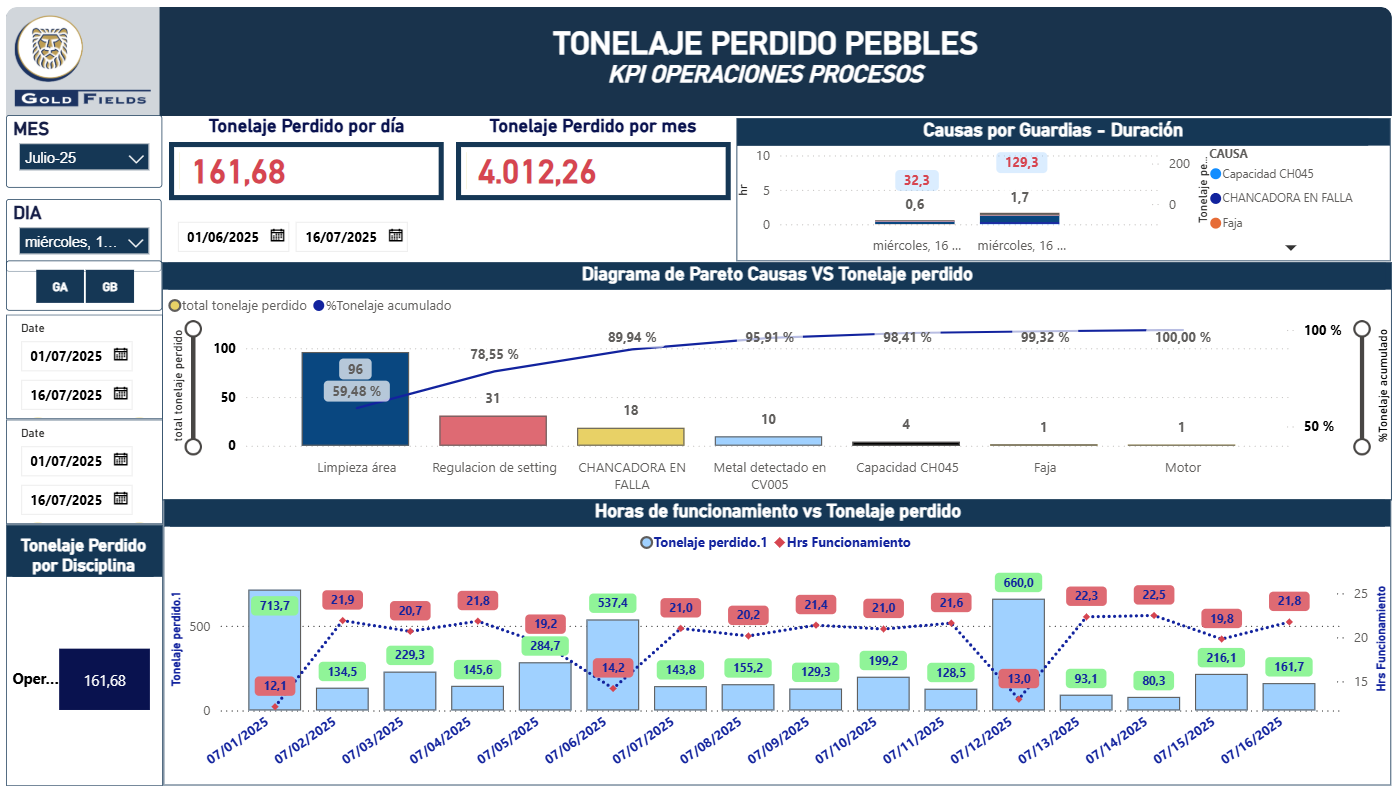 TONELAJE PERDIDO PEBBLES
KPI OPERACIONES PROCESOS
GOLD FIELDS
MES
Julio-25
DIA
miércoles, 1...
GA GB
Date
01/07/2025
16/07/2025
Date
01/07/2025
16/07/2025
Tonelaje Perdido
por Disciplina
Oper... 161,68
Tonelaje Perdido por día
161,68
Tonelaje Perdido por mes
4.012,26
01/06/2025 16/07/2025
Causas por Guardias - Duración
hr
10
5
0
32,3
0,6
129,3
1,7
miércoles, 16 ... miércoles, 16 ...
200
0
Tonelaje pe...
CAUSA
Capacidad CH045
CHANCADORA EN FALLA
Faja
Diagrama de Pareto Causas VS Tonelaje perdido
total tonelaje perdido %Tonelaje acumulado
total tonelaje perdido
100
50
0
96
59,48 %
78,55 %
31
89,94 %
18
95,91 %
10
98,41 %
4
99,32 %
1
100,00 %
1
Limpieza área
Regulacion de setting
CHANCADORA EN
FALLA
Metal detectado en
CV005
Capacidad CH045
Faja
Motor
100 %
50 %
%Tonelaje acumulado
Horas de funcionamiento vs Tonelaje perdido
Tonelaje perdido.1 Hrs Funcionamiento
Tonelaje perdido.1
500
0
713,7 134,5 229,3 145,6 284,7 537,4 143,8 155,2 129,3 199,2 128,5 660,0 93,1 80,3 216,1 161,7
12,1 21,9 20,7 21,8 19,2 14,2 21,0 20,2 21,4 21,0 21,6 13,0 22,3 22,5 19,8 21,8
07/01/2025 07/02/2025 07/03/2025 07/04/2025 07/05/2025 07/06/2025 07/07/2025 07/08/2025 07/09/2025 07/10/2025 07/11/2025 07/12/2025 07/13/2025 07/14/2025 07/15/2025 07/16/2025
25
20
15
Hrs Funcionamiento